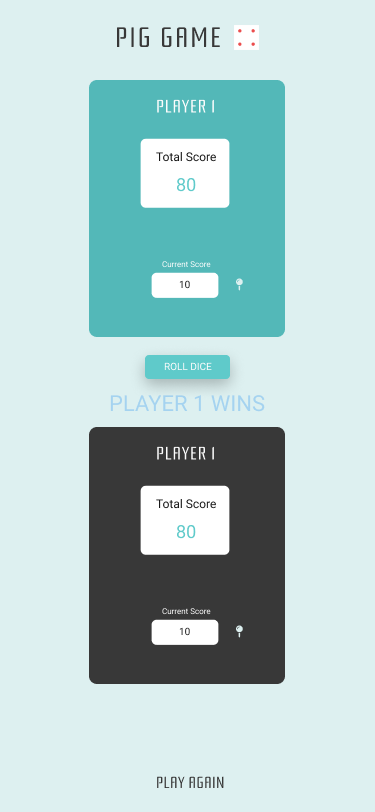 PIG GAME
PLAYER 1
Total Score
80
Current Score
10
ROLL DICE
PLAYER 1 WINS
PLAYER 1
Total Score
80
Current Score
10
PLAY AGAIN